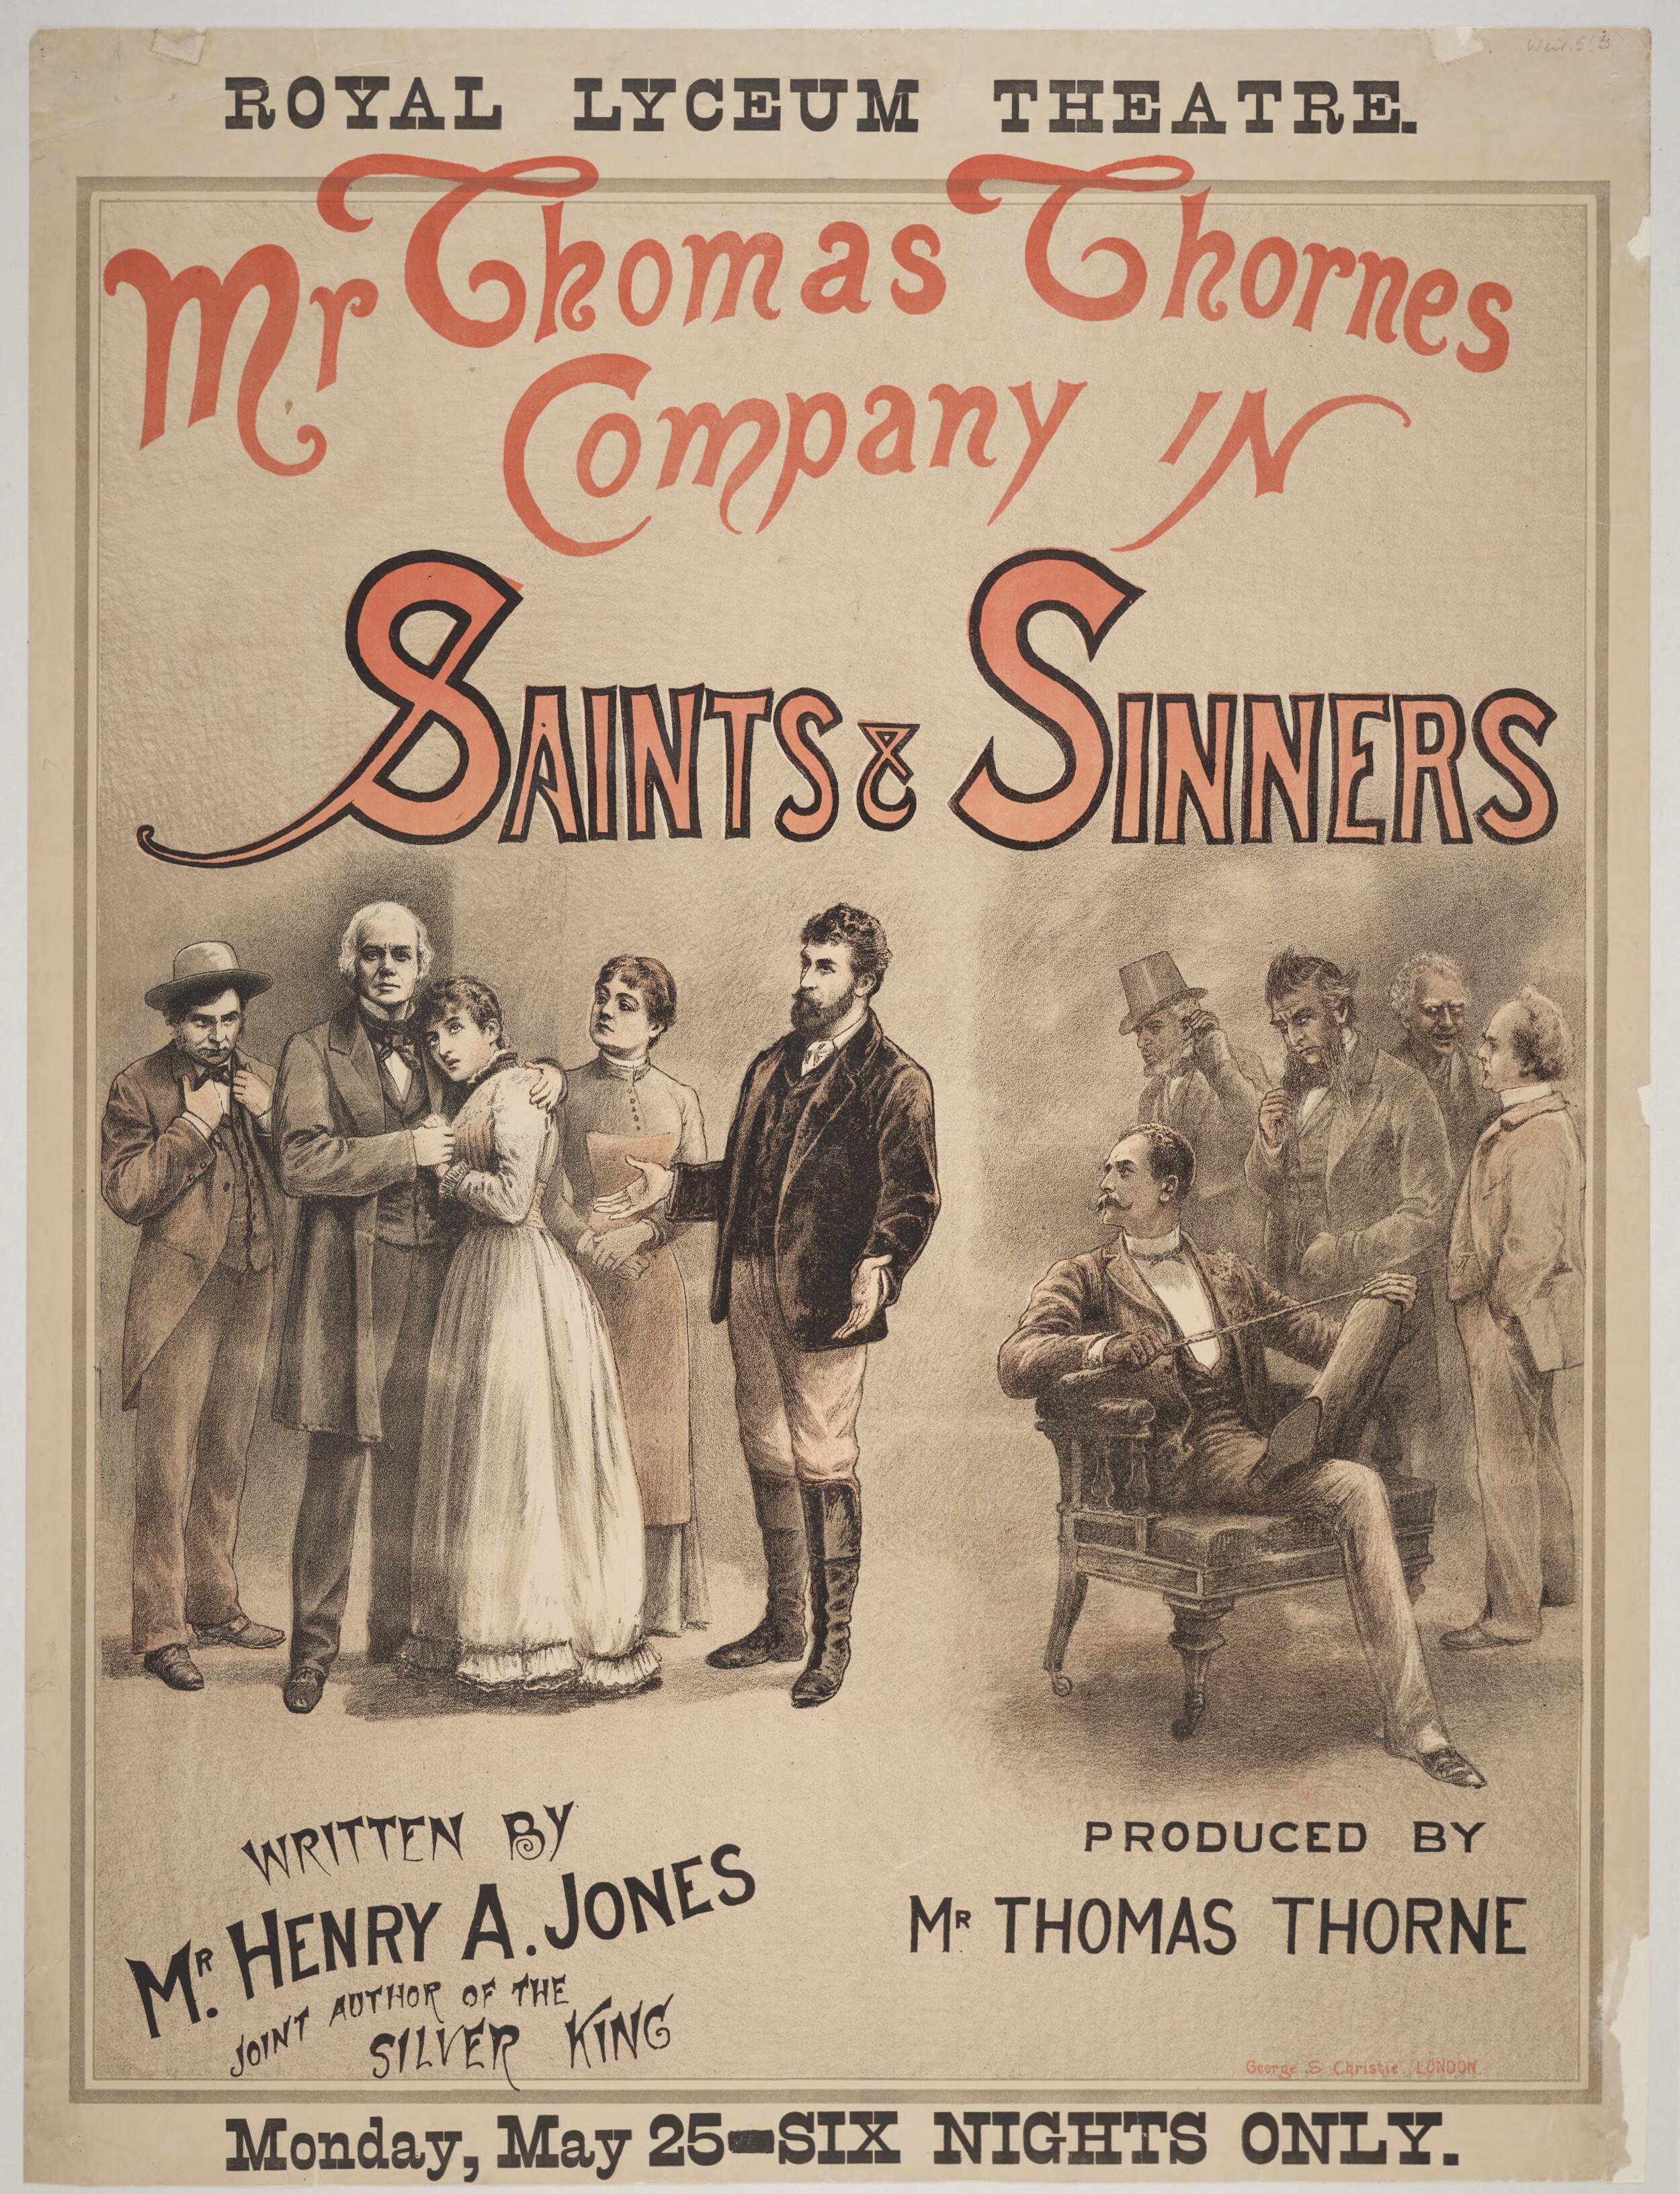 ROYAL LYCEUM THEATRE.
Mr Thomas Thornes
Company IN
SAINTS & SINNERS
WRITTEN BY
Mr. HENRY A. JONES
JOINT AUTHOR OF THE
SILVER KING
PRODUCED BY
Mr. THOMAS THORNE
George S. Christie. LONDON.
Monday, May 25-SIX NIGHTS ONLY.